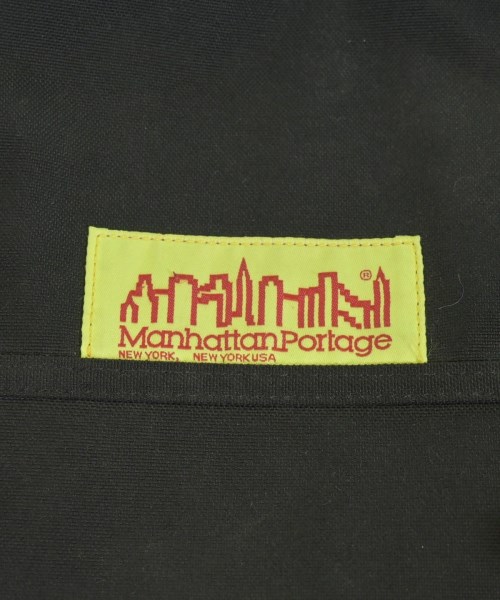 ®
ManhattanPortage
NEW YORK, NEW YORK USA